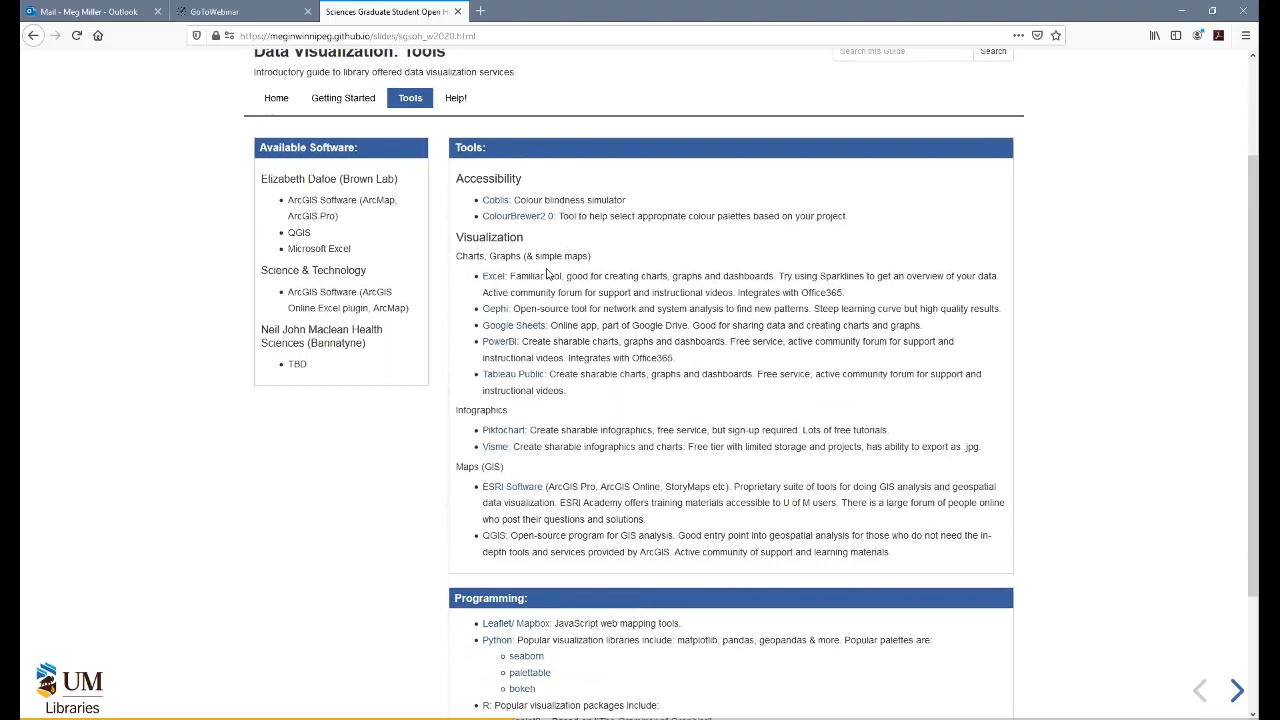 Mail - Meg Miller - Outlook
GoToWebinar
Sciences Graduate Student Open H
https://meginwinnipeg.github.io/slides/sgsoh_w2020.html
Data Visualization: Tools
Search this Guide
Search
Introductory guide to library offered data visualization services.
Home
Getting Started
Tools
Help!
Available Software:
Elizabeth Dafoe (Brown Lab)
ArcGIS Software (ArcMap,
ArcGIS Pro)
QGIS
Microsoft Excel
Science & Technology
ArcGIS Software (ArcGIS
Online Excel plugin, ArcMap)
Neil John Maclean Health
Sciences (Bannatyne)
TBD
Tools:
Accessibility
Coblis: Colour blindness simulator
ColourBrewer2.0: Tool to help select appropriate colour palettes based on your project.
Visualization
Charts, Graphs (& simple maps)
Excel: Familiar tool, good for creating charts, graphs and dashboards. Try using Sparklines to get an overview of your data.
Active community forum for support and instructional videos. Integrates with Office365.
Gephi: Open-source tool for network and system analysis to find new patterns. Steep learning curve but high quality results.
Google Sheets: Online app, part of Google Drive. Good for sharing data and creating charts and graphs.
PowerBi: Create sharable charts, graphs and dashboards. Free service, active community forum for support and
instructional videos. Integrates with Office365.
Tableau Public: Create sharable charts, graphs and dashboards. Free service, active community forum for support and
instructional videos.
Infographics
Piktochart: Create sharable infographics, free service, but sign-up required. Lots of free tutorials.
Visme: Create sharable infographics and charts. Free tier with limited storage and projects, has ability to export as .jpg.
Maps (GIS)
ESRI Software (ArcGIS Pro, ArcGIS Online, StoryMaps etc). Proprietary suite of tools for doing GIS analysis and geospatial
data visualization. ESRI Academy offers training materials accessible to U of M users. There is a large forum of people online
who post their questions and solutions.
QGIS: Open-source program for GIS analysis. Good entry point into geospatial analysis for those who do not need the in-
depth tools and services provided by ArcGIS. Active community of support and learning materials
Programming:
Leaflet/ Mapbox: JavaScript web mapping tools.
Python: Popular visualization libraries include: matplotlib, pandas, geopandas & more. Popular palettes are:
seaborn
palettable
bokeh
R: Popular visualization packages include:
UM
Libraries